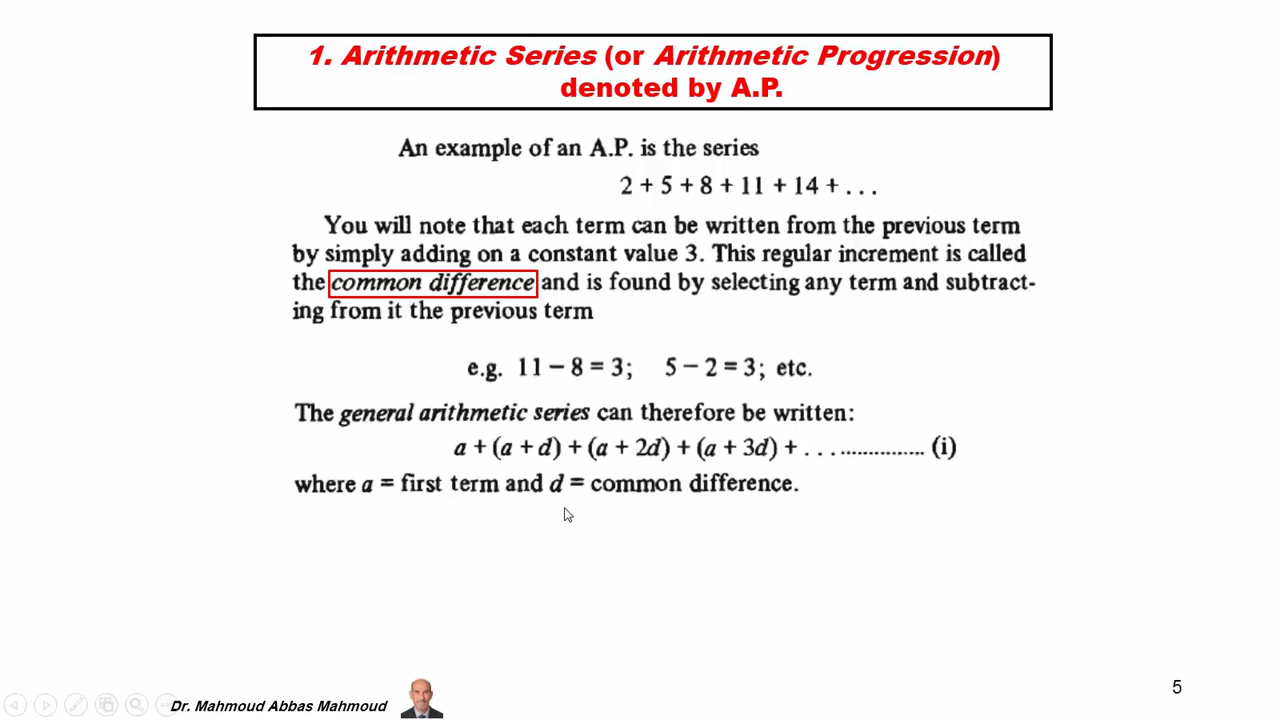 1. Arithmetic Series (or Arithmetic Progression)
denoted by A.P.
An example of an A.P. is the series
2 + 5 + 8 + 11 + 14 + . . .
You will note that each term can be written from the previous term
by simply adding on a constant value 3. This regular increment is called
the common difference and is found by selecting any term and subtract-
ing from it the previous term
e.g. 11 − 8 = 3; 5 − 2 = 3; etc.
The general arithmetic series can therefore be written:
a + (a + d) + (a + 2d) + (a + 3d) + . . . ............... (i)
where a = first term and d = common difference.
5
Dr. Mahmoud Abbas Mahmoud